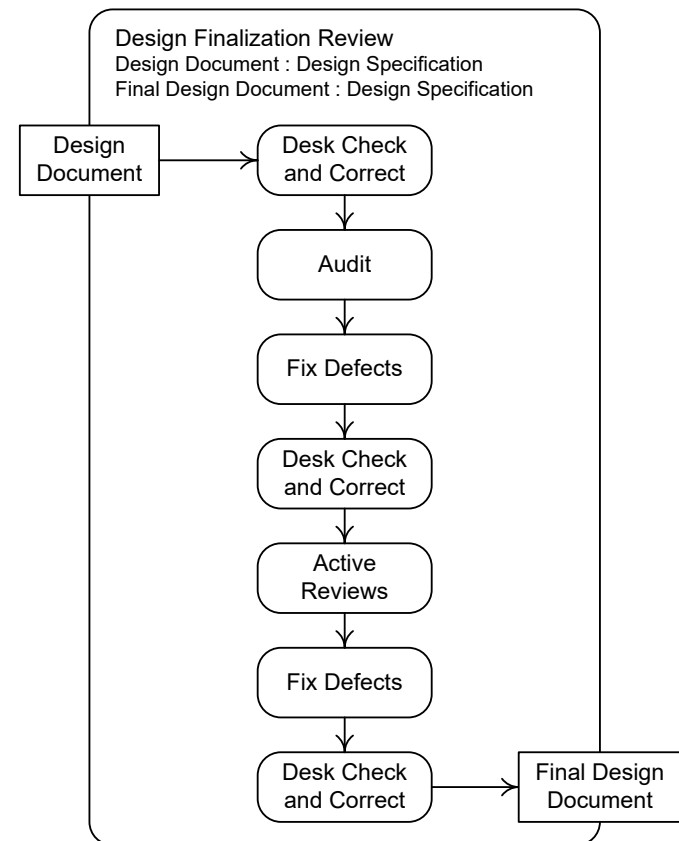 Design Finalization Review
Design Document : Design Specification
Final Design Document : Design Specification
Design
Document
Desk Check
and Correct
Audit
Fix Defects
Desk Check
and Correct
Active
Reviews
Fix Defects
Desk Check
and Correct
Final Design
Document